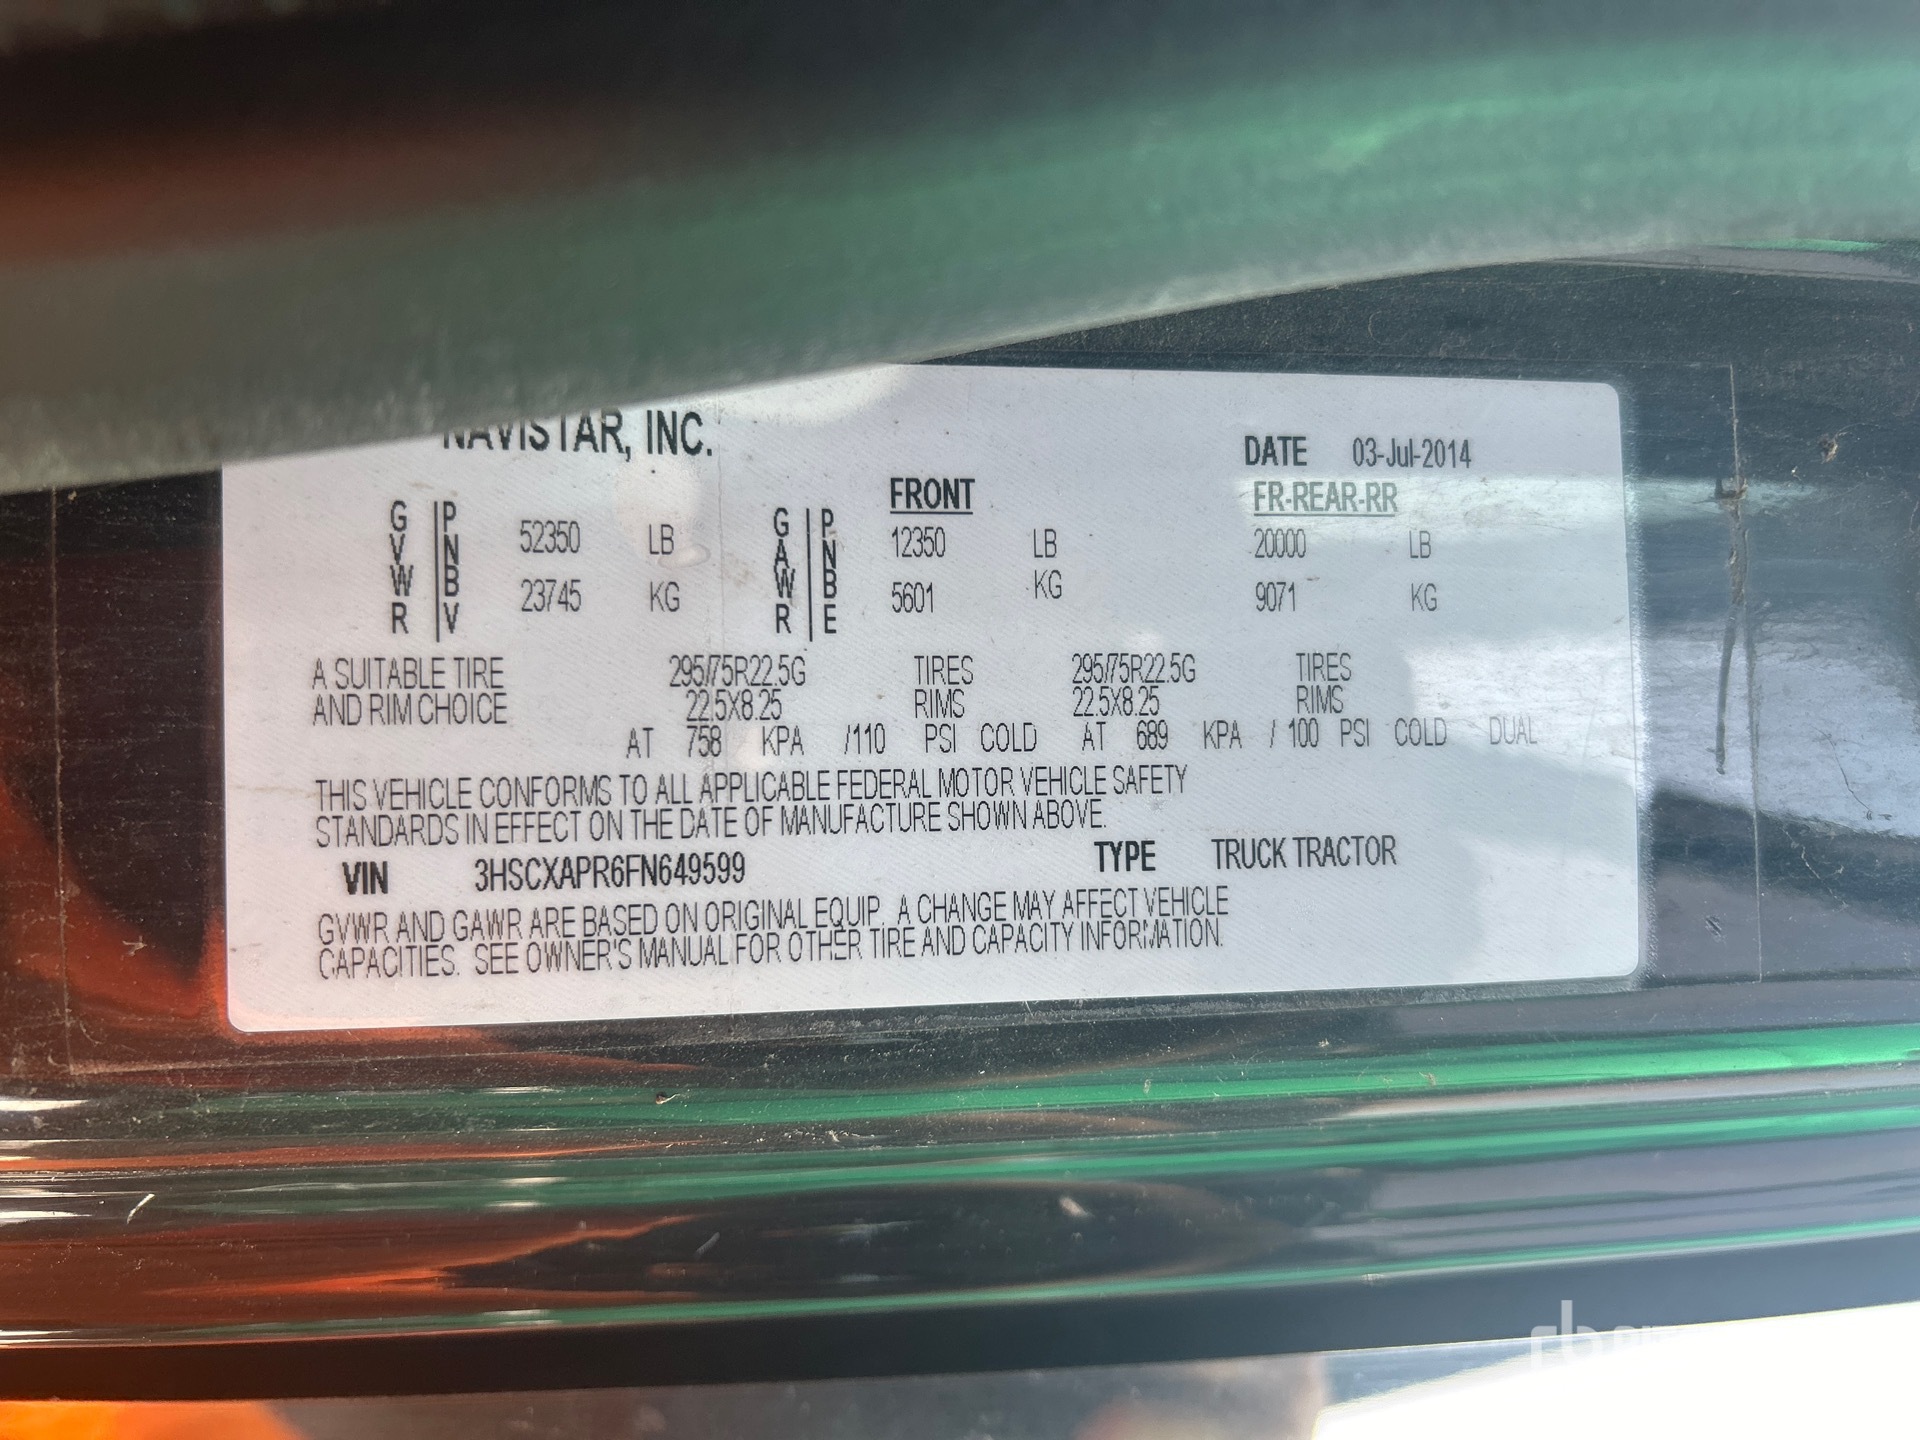 NAVISTAR, INC.
DATE 03-Jul-2014
FRONT FR-REAR-RR
GVWR PNBV 52350 LB GAWR PNBE 12350 LB 20000 LB
23745 KG 5601 KG 9071 KG
A SUITABLE TIRE 295/75R22.5G TIRES 295/75R22.5G TIRES
AND RIM CHOICE 22.5X8.25 RIMS 22.5X8.25 RIMS
AT 758 KPA /110 PSI COLD AT 689 KPA / 100 PSI COLD DUAL
THIS VEHICLE CONFORMS TO ALL APPLICABLE FEDERAL MOTOR VEHICLE SAFETY
STANDARDS IN EFFECT ON THE DATE OF MANUFACTURE SHOWN ABOVE.
VIN 3HSCXAPR6FN649599 TYPE TRUCK TRACTOR
GVWR AND GAWR ARE BASED ON ORIGINAL EQUIP. A CHANGE MAY AFFECT VEHICLE
CAPACITIES. SEE OWNER'S MANUAL FOR OTHER TIRE AND CAPACITY INFORMATION.